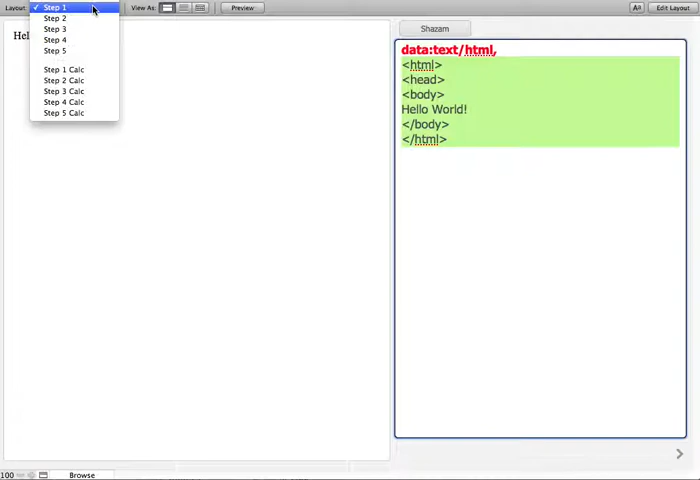 Layout:
✓ Step 1
View As:
Preview
Aa
Edit Layout
Step 2
Step 3
Step 4
Step 5
Step 1 Calc
Step 2 Calc
Step 3 Calc
Step 4 Calc
Step 5 Calc
Hel
Shazam
data:text/html,
<html>
<head>
<body>
Hello World!
</body>
</html>
100
Browse